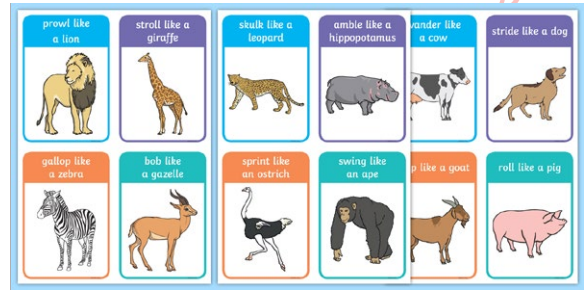 prowl like
a lion
stroll like a
giraffe
skulk like a
leopard
amble like a
hippopotamus
like
a cow
stride like a dog
gallop like
a zebra
bob like
a gazelle
sprint like
an ostrich
swing like
an ape
like a goat
roll like a pig